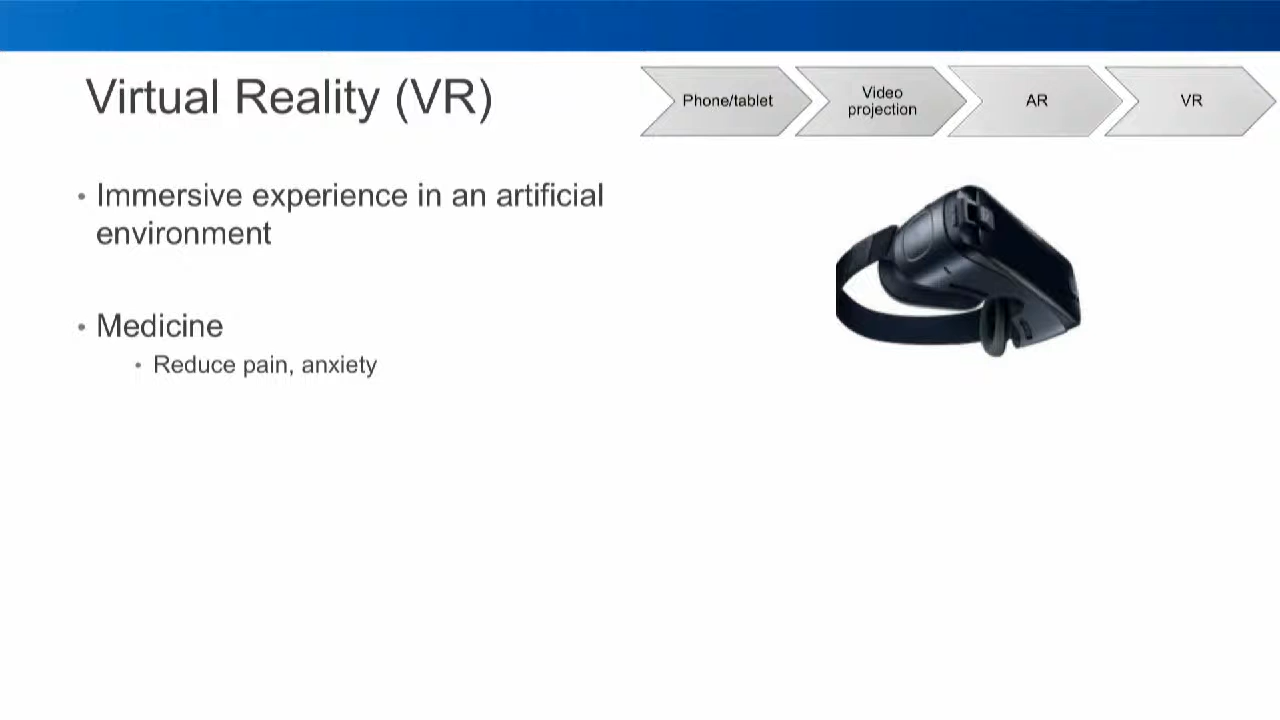 Virtual Reality (VR)
Phone/tablet
Video
projection
AR
VR
• Immersive experience in an artificial
environment
• Medicine
• Reduce pain, anxiety